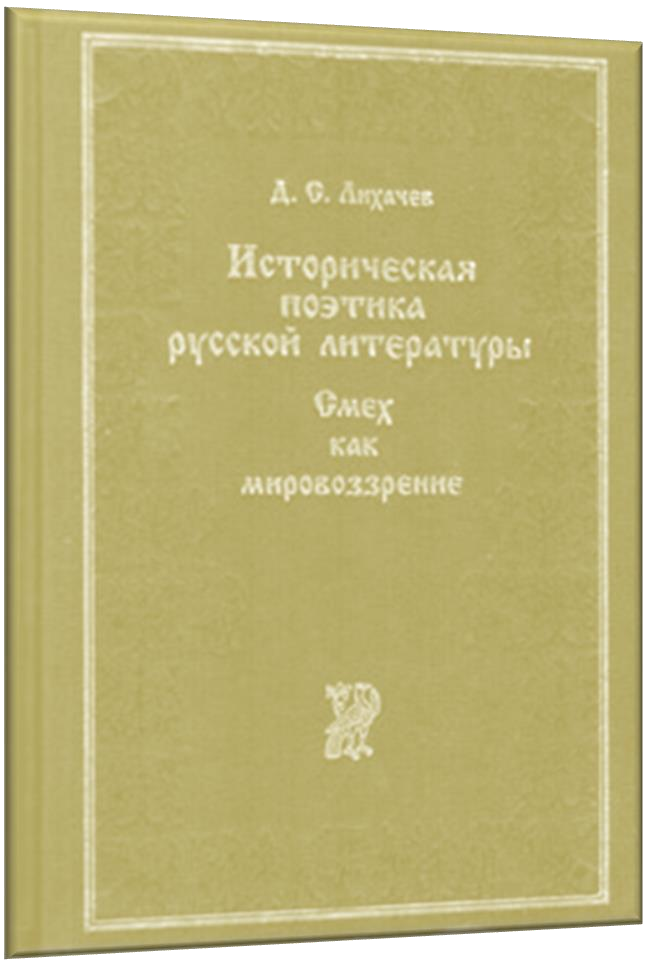 Д. С. Лихачев
Историческая
поэтика
русской литературы
Смех
как
мировоззрение